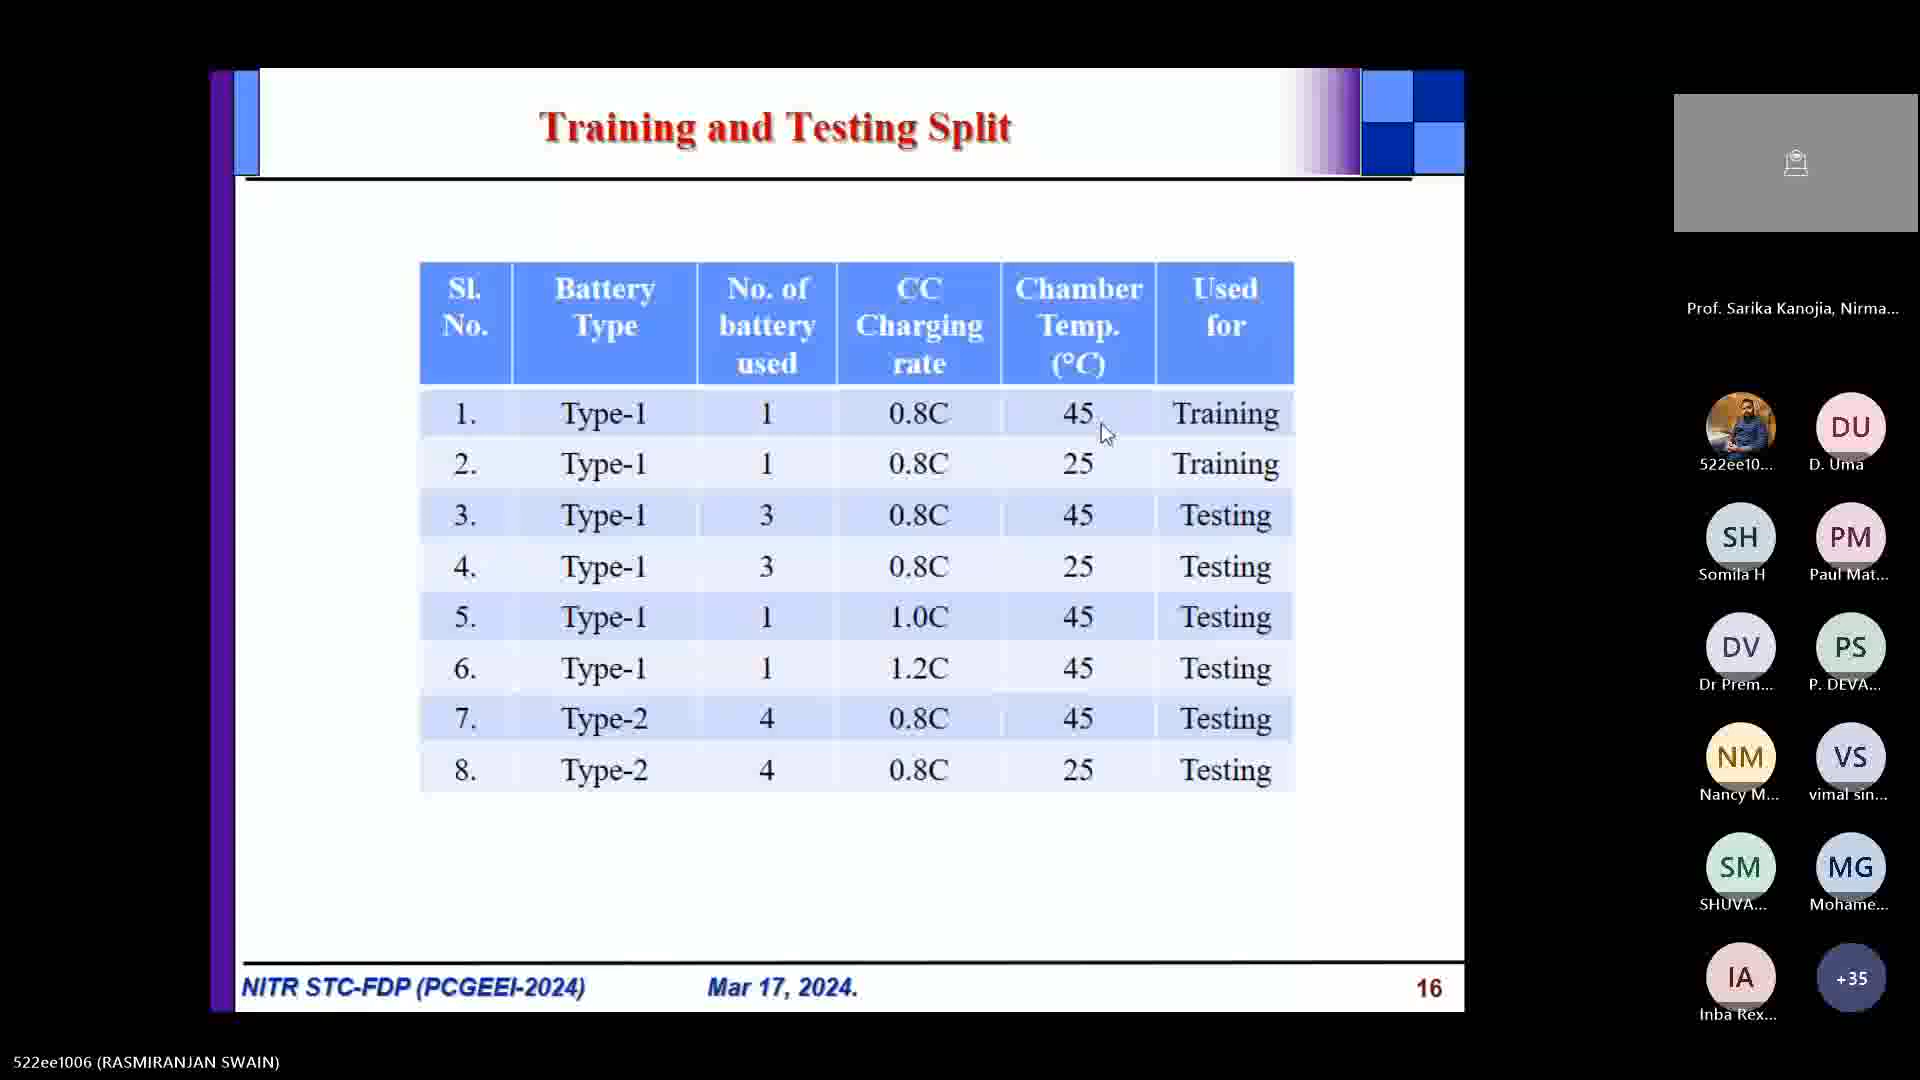 Training and Testing Split
Sl. No. Battery Type No. of battery used CC Charging rate Chamber Temp. (°C) Used for
1. Type-1 1 0.8C 45 Training
2. Type-1 1 0.8C 25 Training
3. Type-1 3 0.8C 45 Testing
4. Type-1 3 0.8C 25 Testing
5. Type-1 1 1.0C 45 Testing
6. Type-1 1 1.2C 45 Testing
7. Type-2 4 0.8C 45 Testing
8. Type-2 4 0.8C 25 Testing
NITR STC-FDP (PCGEEI-2024) Mar 17, 2024. 16
Prof. Sarika Kanojia, Nirma...
522ee10...
DU
D. Uma
SH
Somila H
PM
Paul Mat...
DV
Dr Prem...
PS
P. DEVA...
NM
Nancy M...
VS
vimal sin...
SM
SHUVA...
MG
Mohame...
IA
Inba Rex...
+35
522ee1006 (RASMIRANJAN SWAIN)